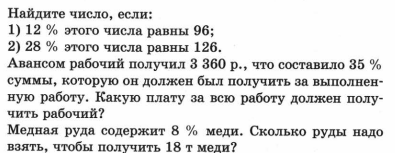 Найдите число, если:
1) 12 % этого числа равны 96;
2) 28 % этого числа равны 126.
Авансом рабочий получил 3 360 р., что составило 35 %
суммы, которую он должен был получить за выполнен-
ную работу. Какую плату за всю работу должен полу-
чить рабочий?
Медная руда содержит 8 % меди. Сколько руды надо
взять, чтобы получить 18 т меди?